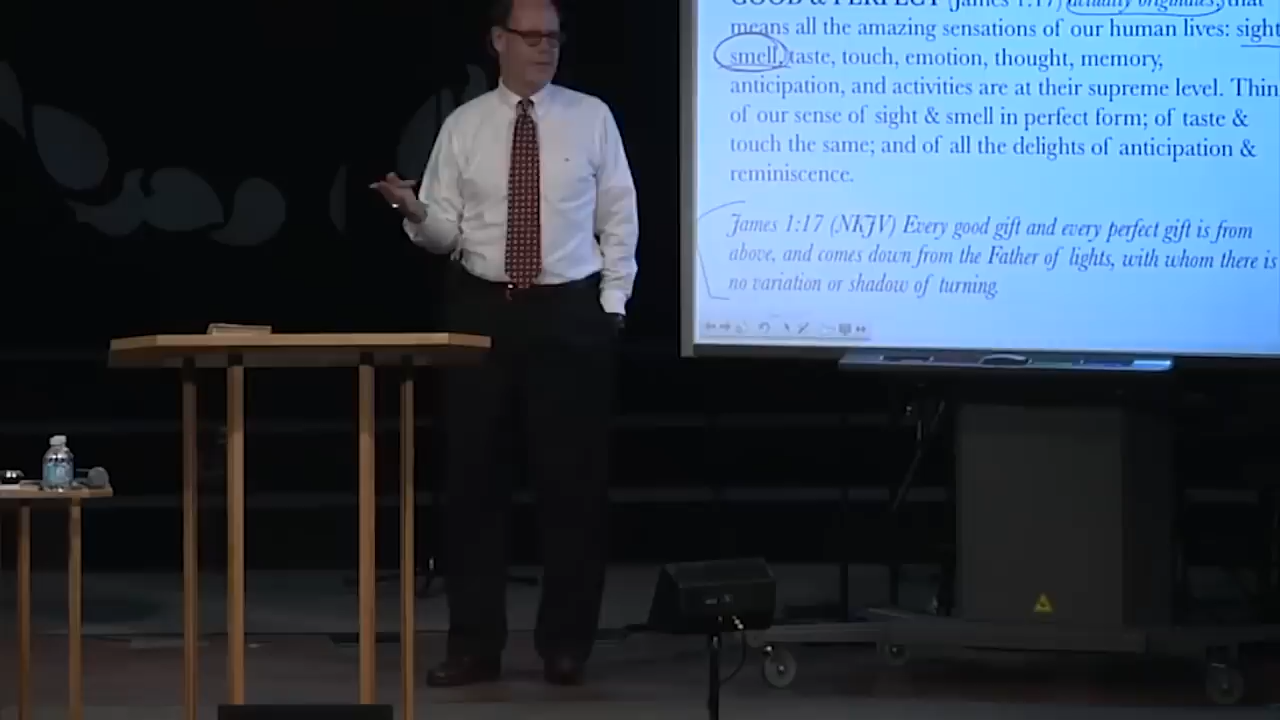 GOOD & PERFECT (James 1:17) actually originates, that
means all the amazing sensations of our human lives: sight
smell, taste, touch, emotion, thought, memory,
anticipation, and activities are at their supreme level. Thin
of our sense of sight & smell in perfect form; of taste &
touch the same; and of all the delights of anticipation &
reminiscence.
James 1:17 (NKJV) Every good gift and every perfect gift is from
above, and comes down from the Father of lights, with whom there is
no variation or shadow of turning.